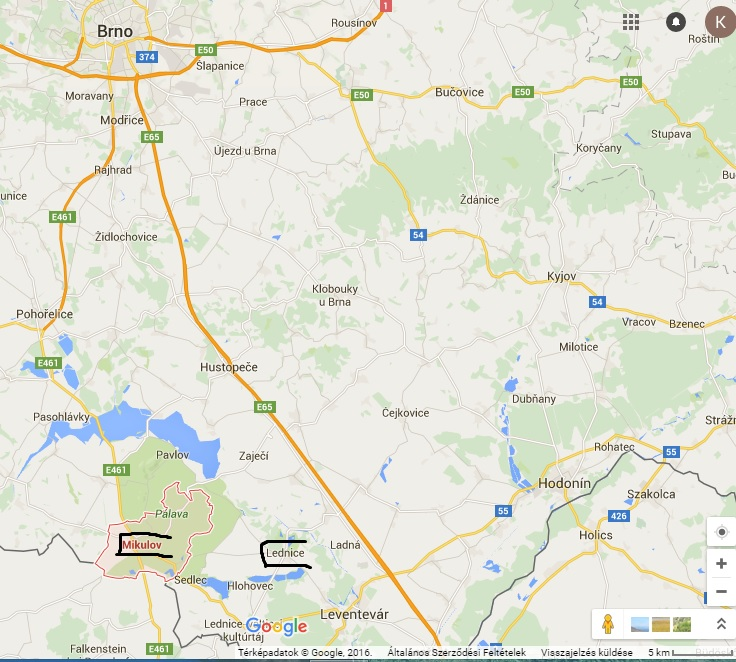 1
Rousínov
K
Brno
E50
374
Slapanice
Roštín
E50
E50
E50
Moravany
Prace
Bučovice
Modřice
E65
Stupava
Koryčany
Újezd u Brna
Rajhrad
Bu
unice
Ždánice
E461
54
Židlochovice
Kyjov
Klobouky
u Brna
54
Pohořelice
Vracov
Bzenec
Milotice
E461
Hustopeče
Dubňany
E65
Čejkovice
Pasohlávky
Strážn
Rohatec
55
Pavlov
Zaječí
E461
Hodonín
Szakolca
Pálava
55
426
Holics
Mikulov
Lednice
Ladná
Sedlec
Hlohovec
Leventevár
Lednice
kultúrtáj
Google
Falkenstein
E461
Térképadatok © Google, 2016.
Általános Szerződési Feltételek
Visszajelzés küldése
5 km